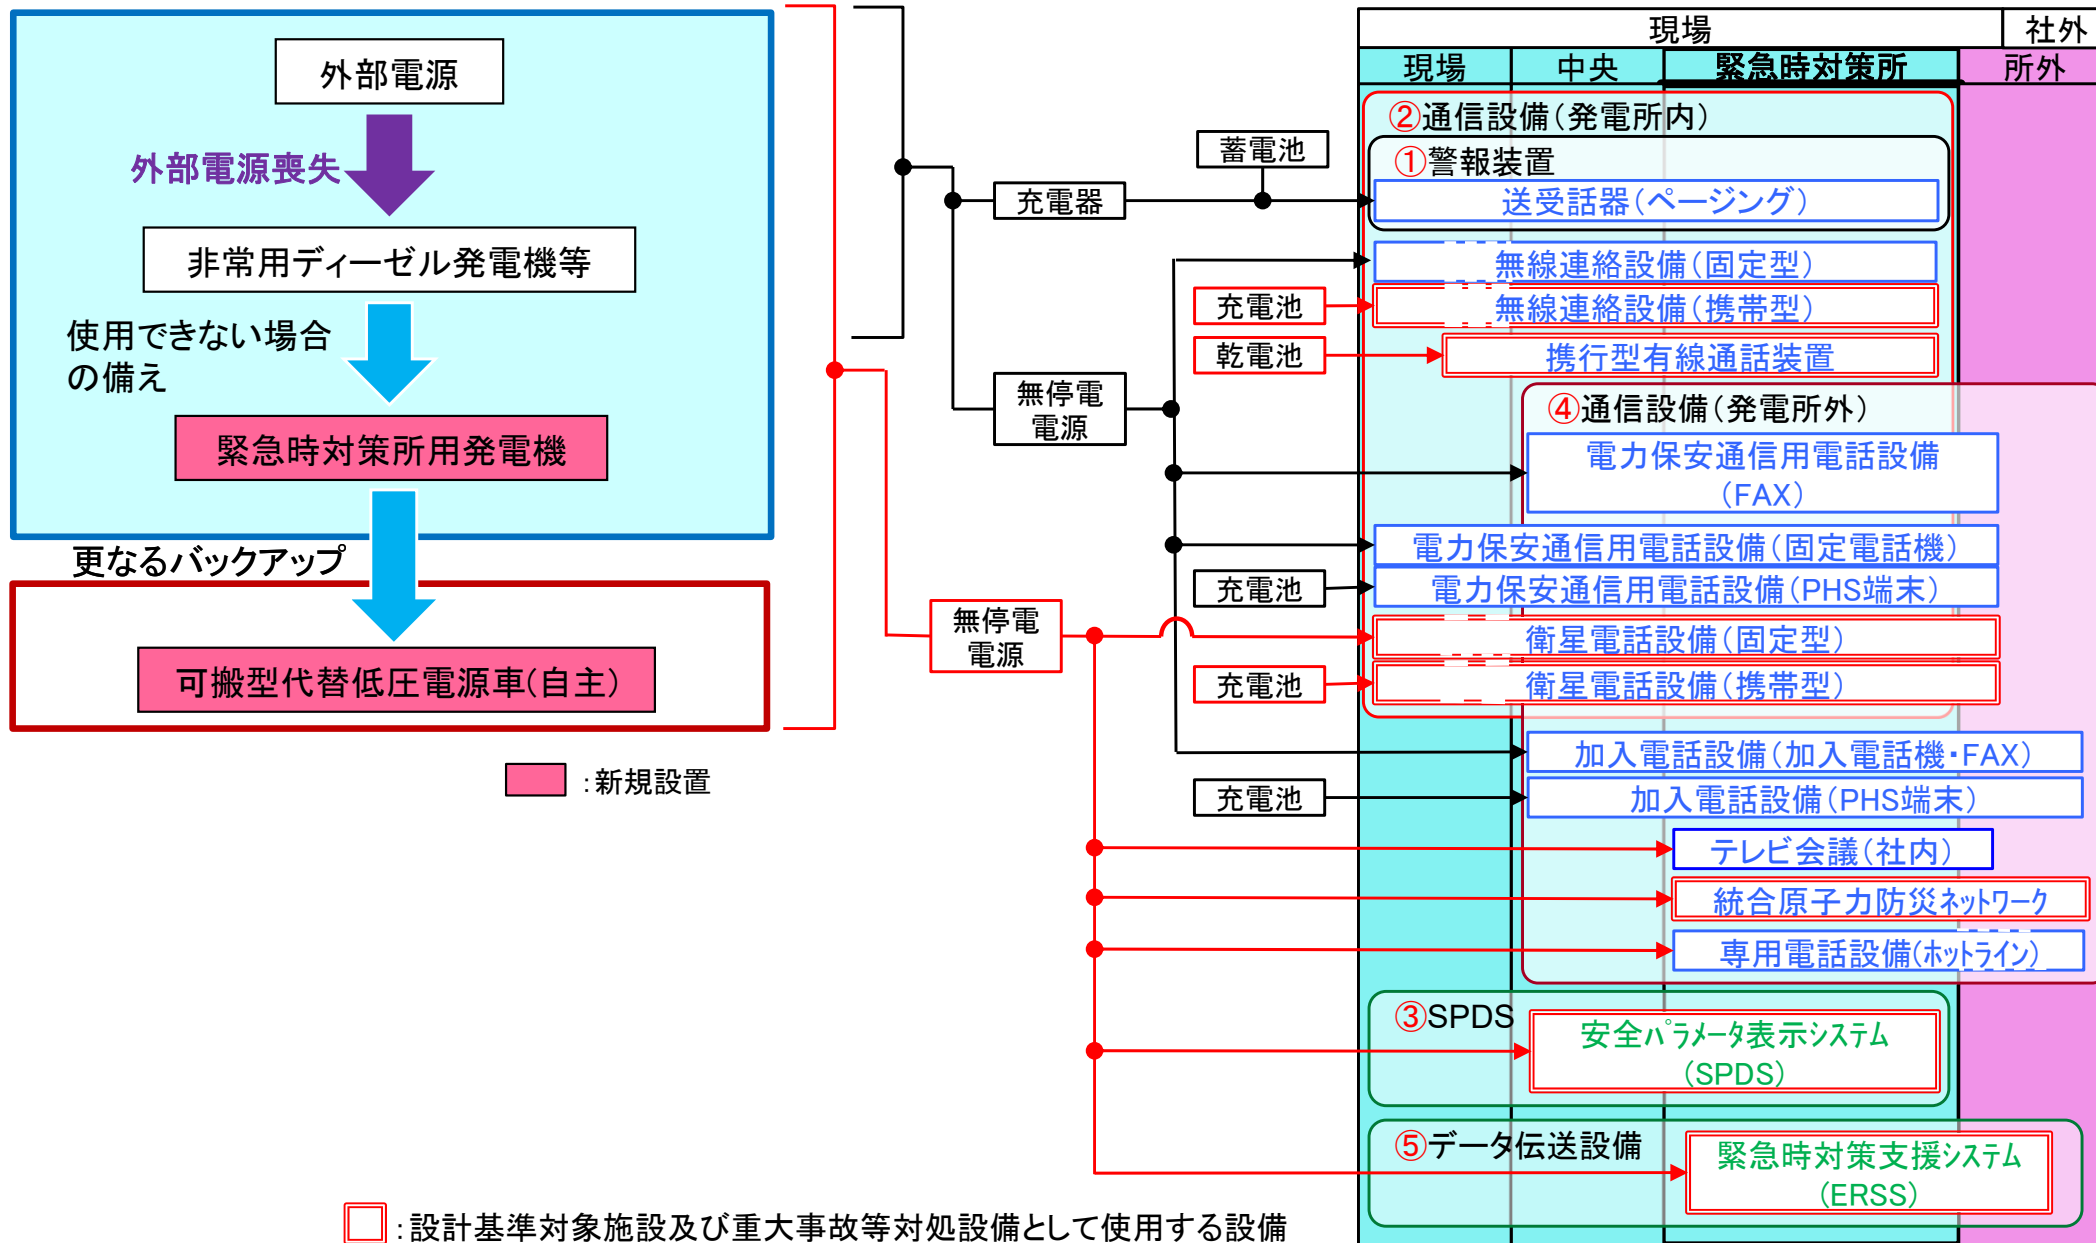 外部電源
外部電源喪失
非常用ディーゼル発電機等
使用できない場合
の備え
緊急時対策所用発電機
更なるバックアップ
可搬型代替低圧電源車(自主)
:新規設置
充電器
蓄電池
無停電
電源
無停電
電源
充電池
乾電池
充電池
充電池
充電池
現場
社外
現場
中央
緊急時対策所
所外
②通信設備(発電所内)
①警報装置
送受話器(ページング)
無線連絡設備(固定型)
無線連絡設備(携帯型)
携行型有線通話装置
④通信設備(発電所外)
電力保安通信用電話設備
(FAX)
電力保安通信用電話設備(固定電話機)
電力保安通信用電話設備(PHS端末)
衛星電話設備(固定型)
衛星電話設備(携帯型)
加入電話設備(加入電話機・FAX)
加入電話設備(PHS端末)
テレビ会議(社内)
統合原子力防災ネットワーク
専用電話設備(ホットライン)
③SPDS
安全パラメータ表示システム
(SPDS)
⑤データ伝送設備
緊急時対策支援システム
(ERSS)
:設計基準対象施設及び重大事故等対処設備として使用する設備